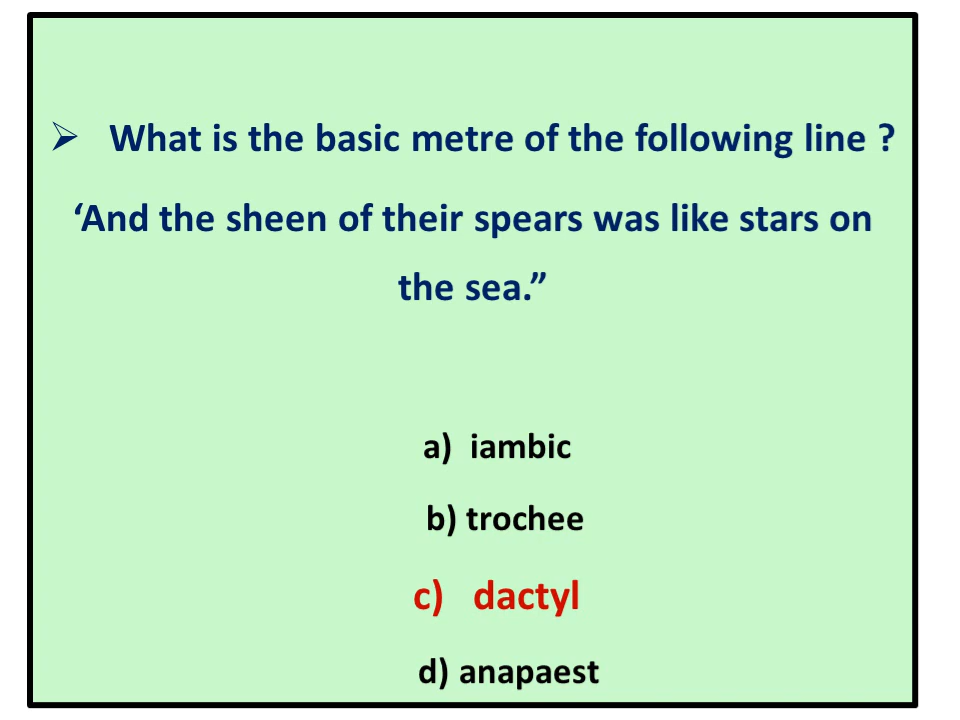 ➢ What is the basic metre of the following line ?
‘And the sheen of their spears was like stars on
the sea.”
a) iambic
b) trochee
c) dactyl
d) anapaest